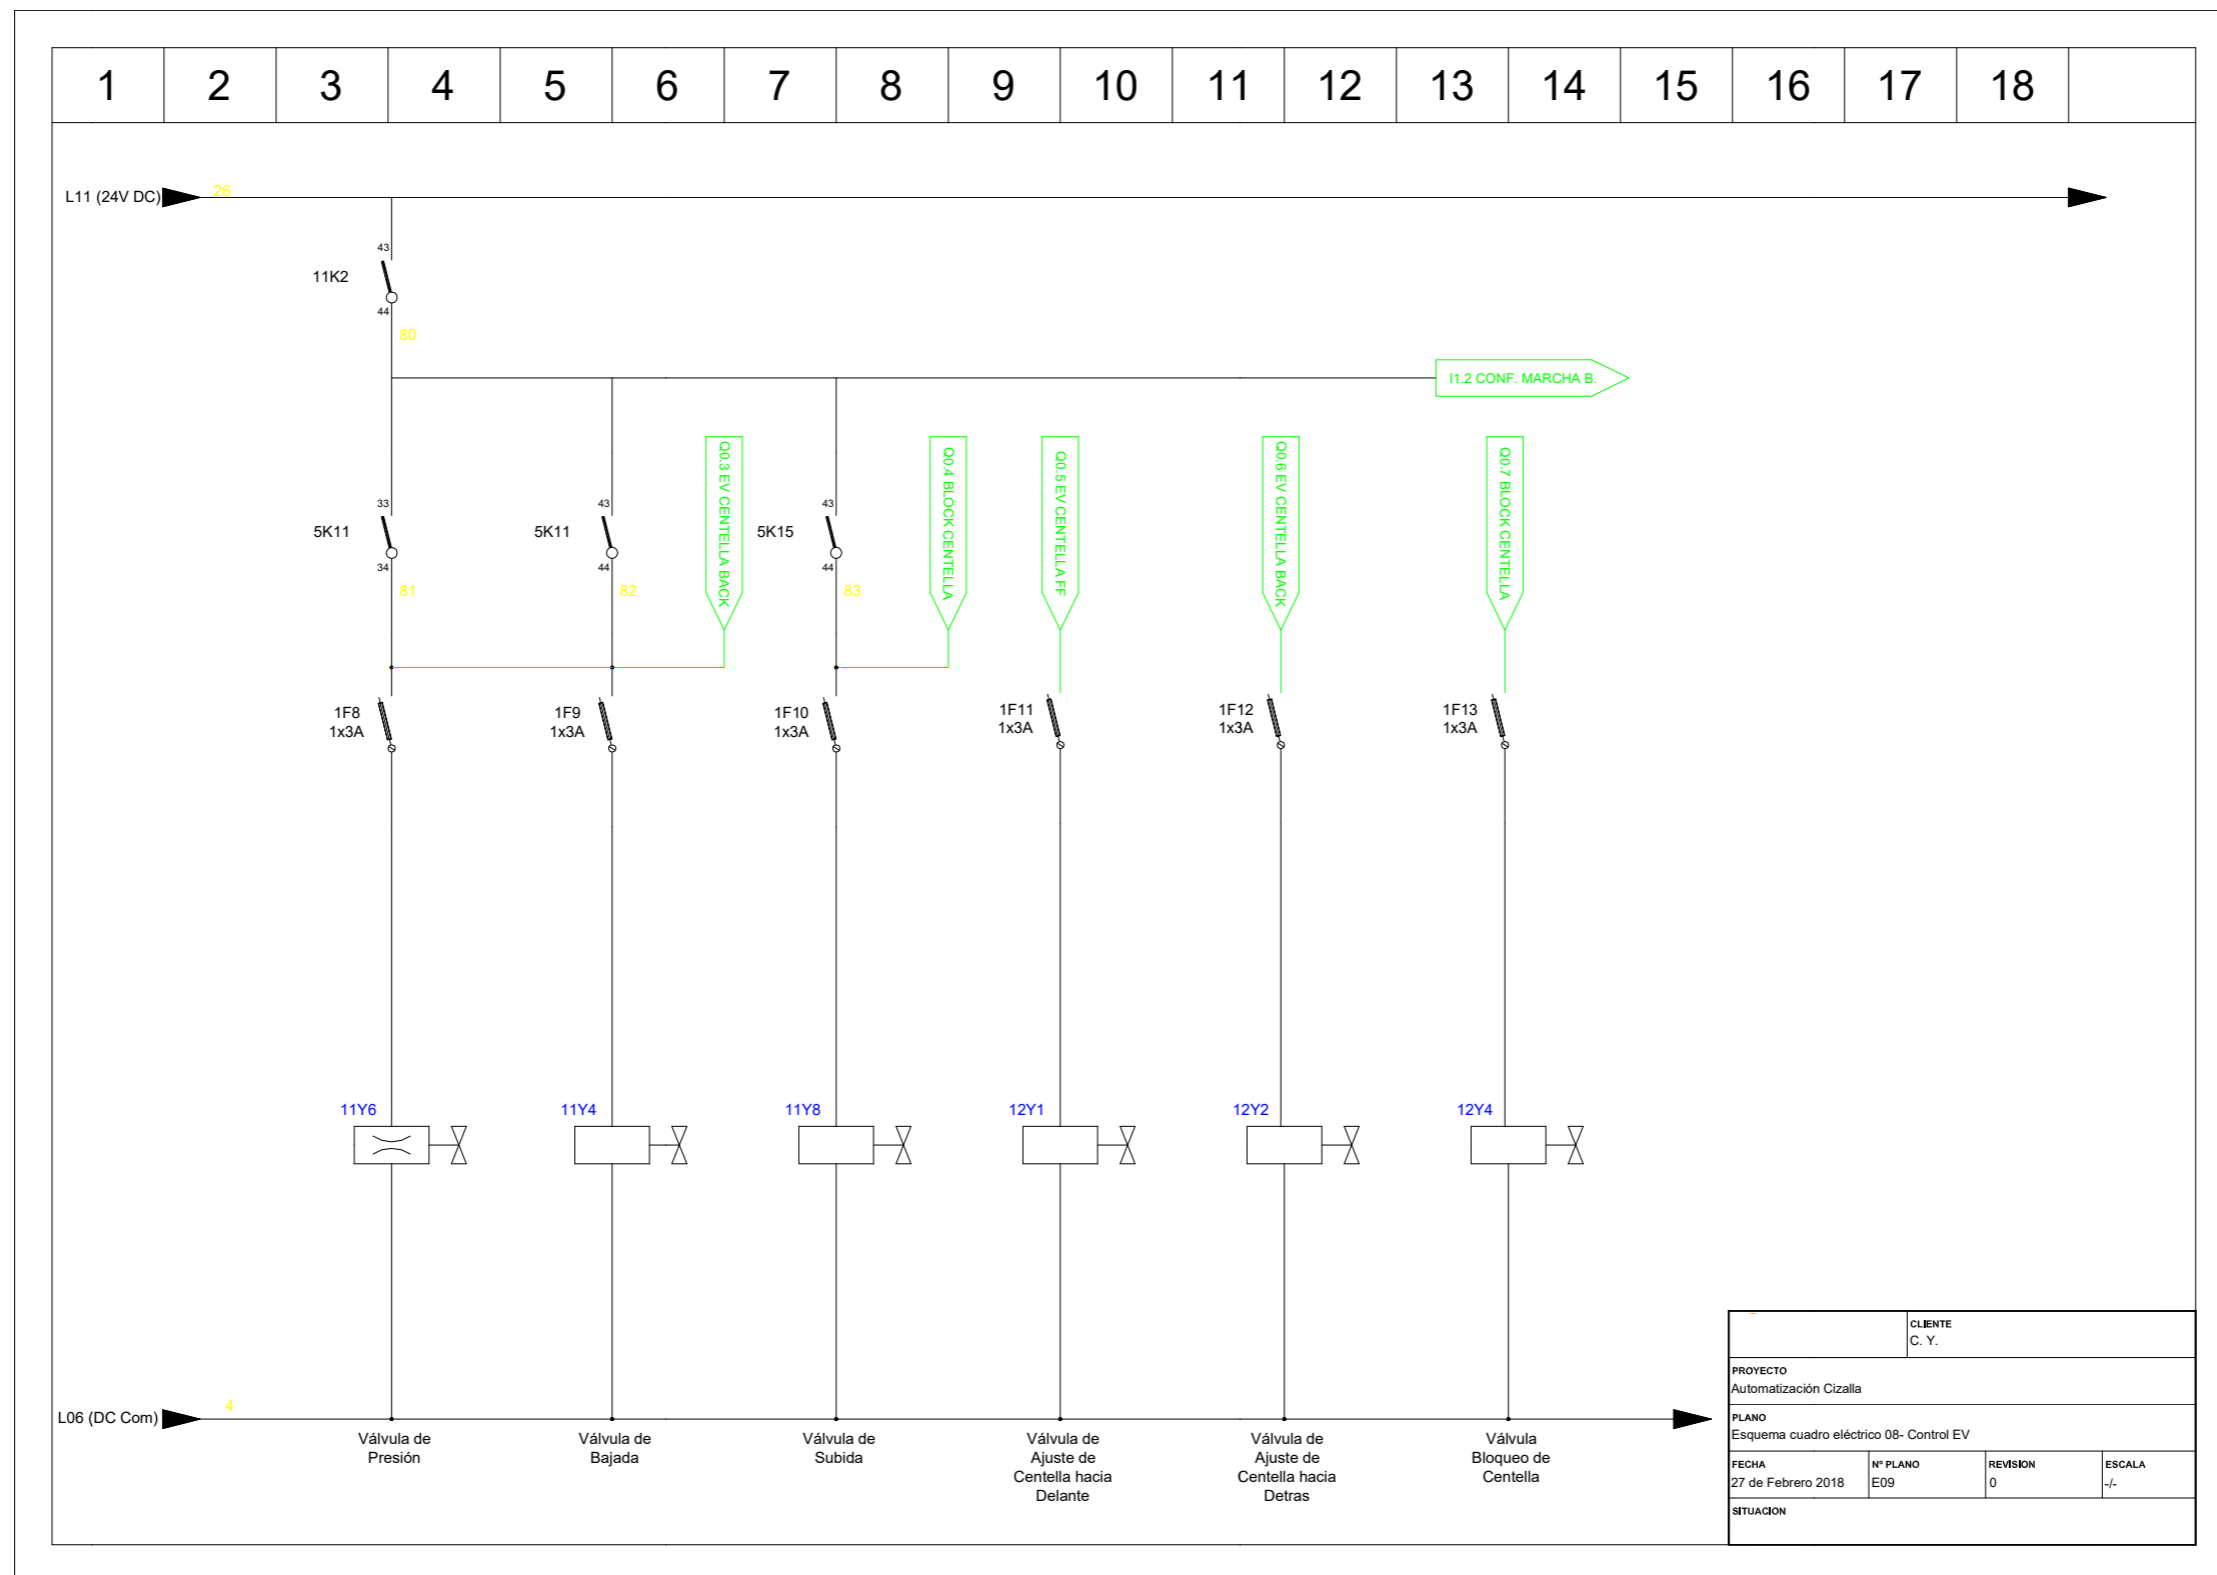 1 2 3 4 5 6 7 8 9 10 11 12 13 14 15 16 17 18
L11 (24V DC)
26
43
11K2
44
80
I1.2 CONF. MARCHA B.
Q0.3 EV CENTELLA BACK
Q0.4 BLOCK CENTELLA
Q0.5 EV CENTELLA FF
Q0.6 EV CENTELLA BACK
Q0.7 BLOCK CENTELLA
33
5K11
34
81
43
5K11
44
82
43
5K15
44
83
1F8
1x3A
1F9
1x3A
1F10
1x3A
1F11
1x3A
1F12
1x3A
1F13
1x3A
11Y6
11Y4
11Y8
12Y1
12Y2
12Y4
L06 (DC Com)
4
Válvula de
Presión
Válvula de
Bajada
Válvula de
Subida
Válvula de
Ajuste de
Centella hacia
Delante
Válvula de
Ajuste de
Centella hacia
Detras
Válvula
Bloqueo de
Centella
CLIENTE
C. Y.
PROYECTO
Automatización Cizalla
PLANO
Esquema cuadro eléctrico 08- Control EV
FECHA
27 de Febrero 2018
Nº PLANO
E09
REVISION
0
ESCALA
-/-
SITUACION